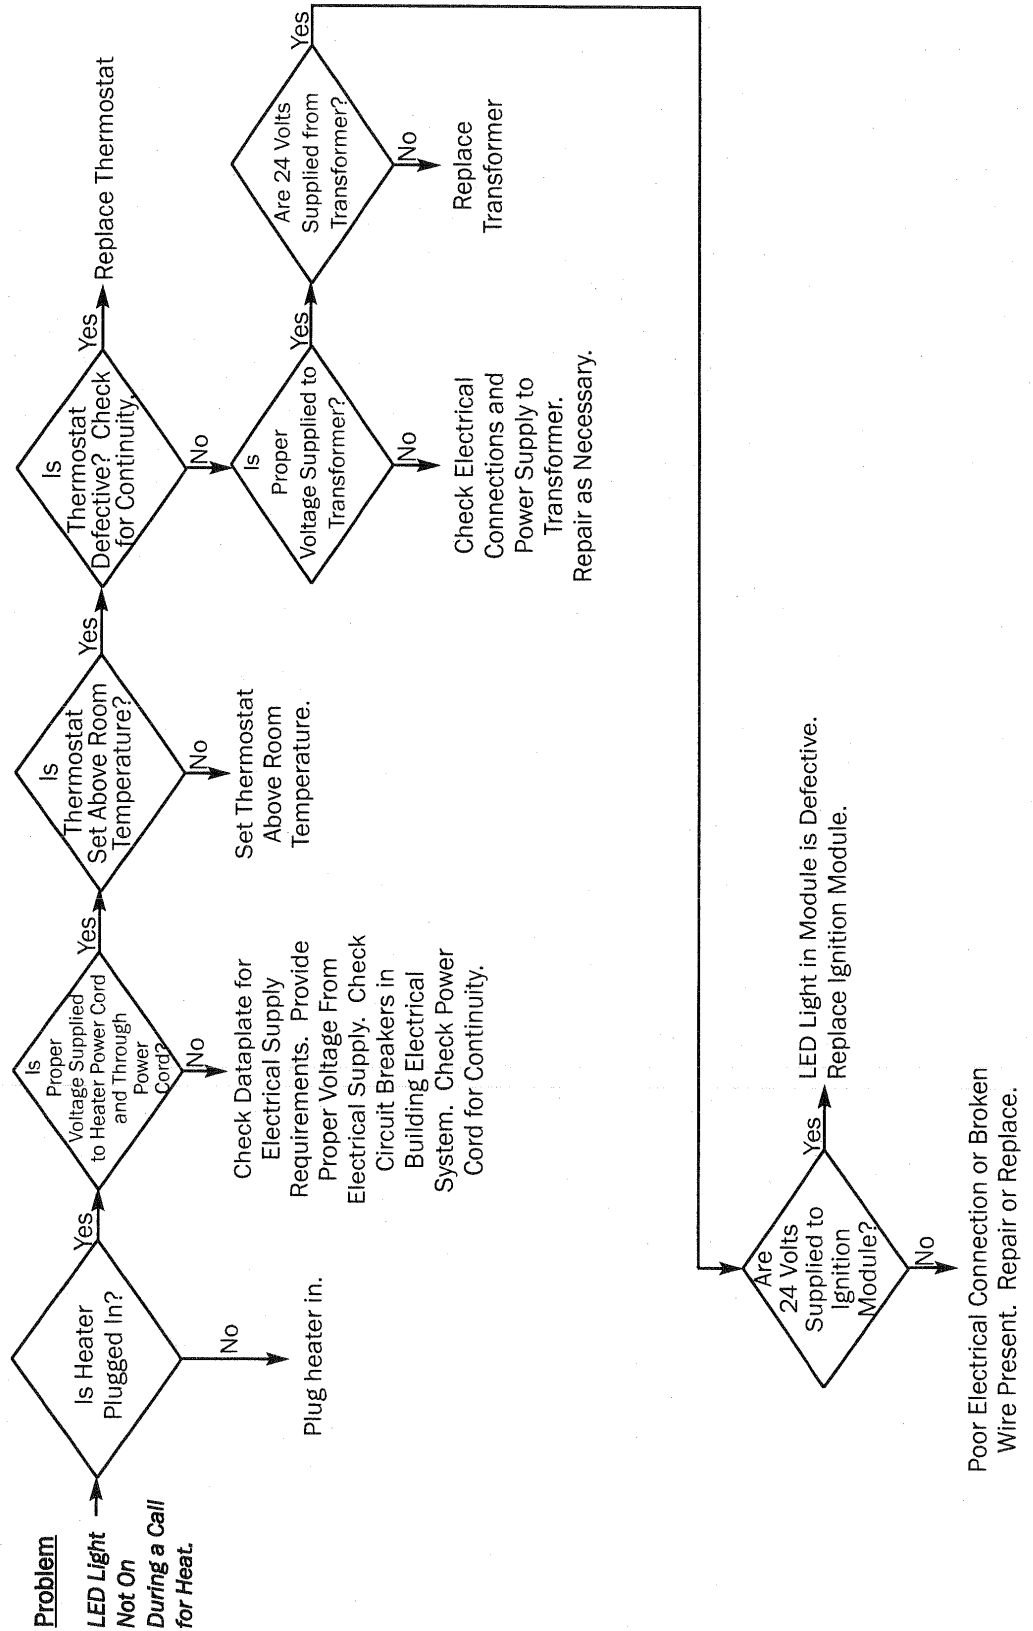 Problem
LED Light
Not On
During a Call
for Heat.
Is Heater
Plugged In?
Yes
No
Plug heater in.
Is
Proper
Voltage Supplied
to Heater Power Cord
and Through
Power
Cord?
Yes
No
Check Dataplate for
Electrical Supply
Requirements. Provide
Proper Voltage From
Electrical Supply. Check
Circuit Breakers in
Building Electrical
System. Check Power
Cord for Continuity.
Is
Thermostat
Set Above Room
Temperature?
Yes
No
Set Thermostat
Above Room
Temperature.
Is
Thermostat
Defective? Check
for Continuity.
Yes
Replace Thermostat
No
Is
Proper
Voltage Supplied to
Transformer?
Yes
No
Check Electrical
Connections and
Power Supply to
Transformer.
Repair as Necessary.
Are 24 Volts
Supplied from
Transformer?
Yes
No
Replace
Transformer
Are
24 Volts
Supplied to
Ignition
Module?
Yes
LED Light in Module is Defective.
Replace Ignition Module.
No
Poor Electrical Connection or Broken
Wire Present. Repair or Replace.